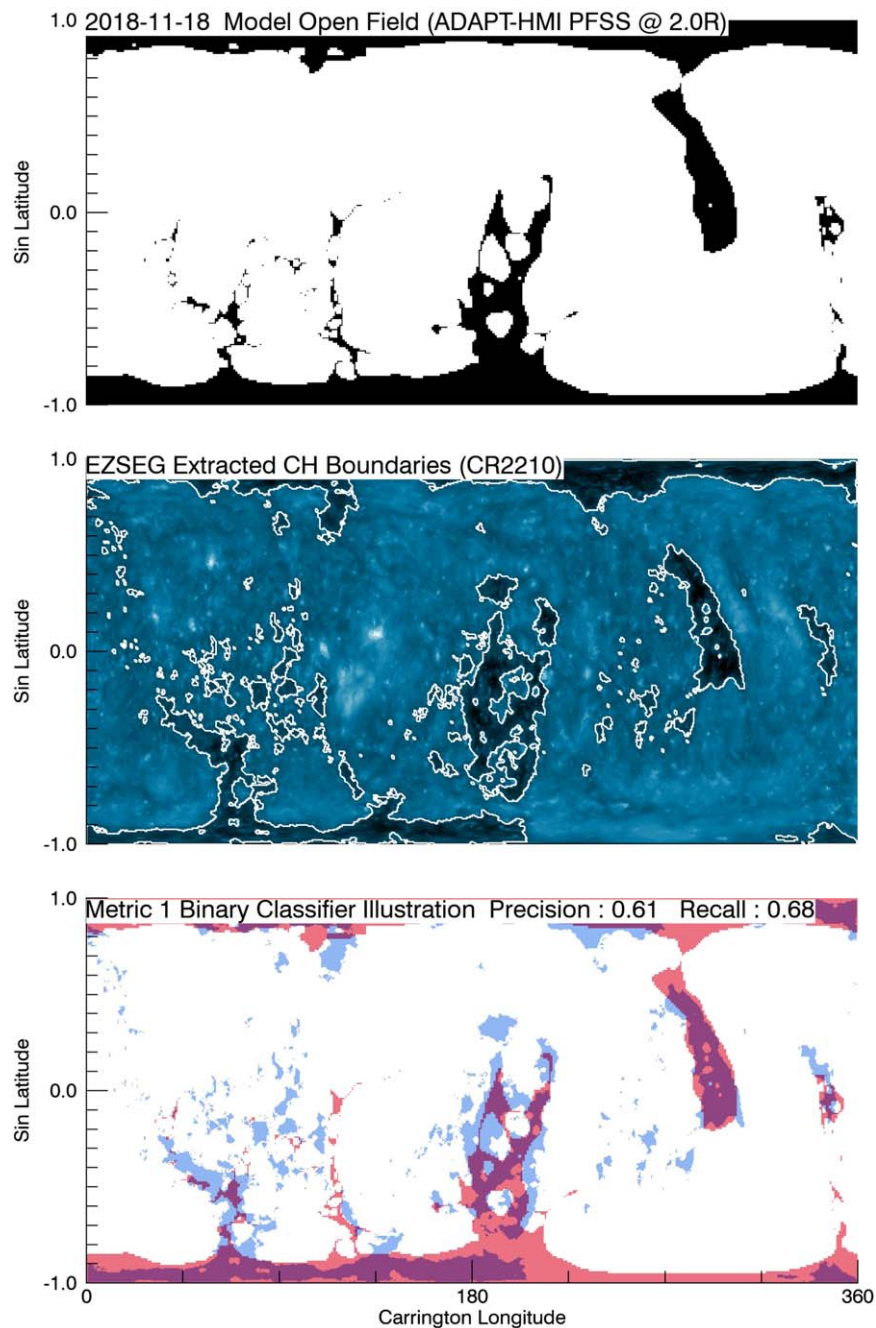 2018-11-18 Model Open Field (ADAPT-HMI PFSS @ 2.0R)
1.0
Sin Latitude
0.0
-1.0
EZSEG Extracted CH Boundaries (CR2210)
1.0
Sin Latitude
0.0
-1.0
Metric 1 Binary Classifier Illustration Precision : 0.61 Recall : 0.68
1.0
Sin Latitude
0.0
-1.0
0 180 360
Carrington Longitude